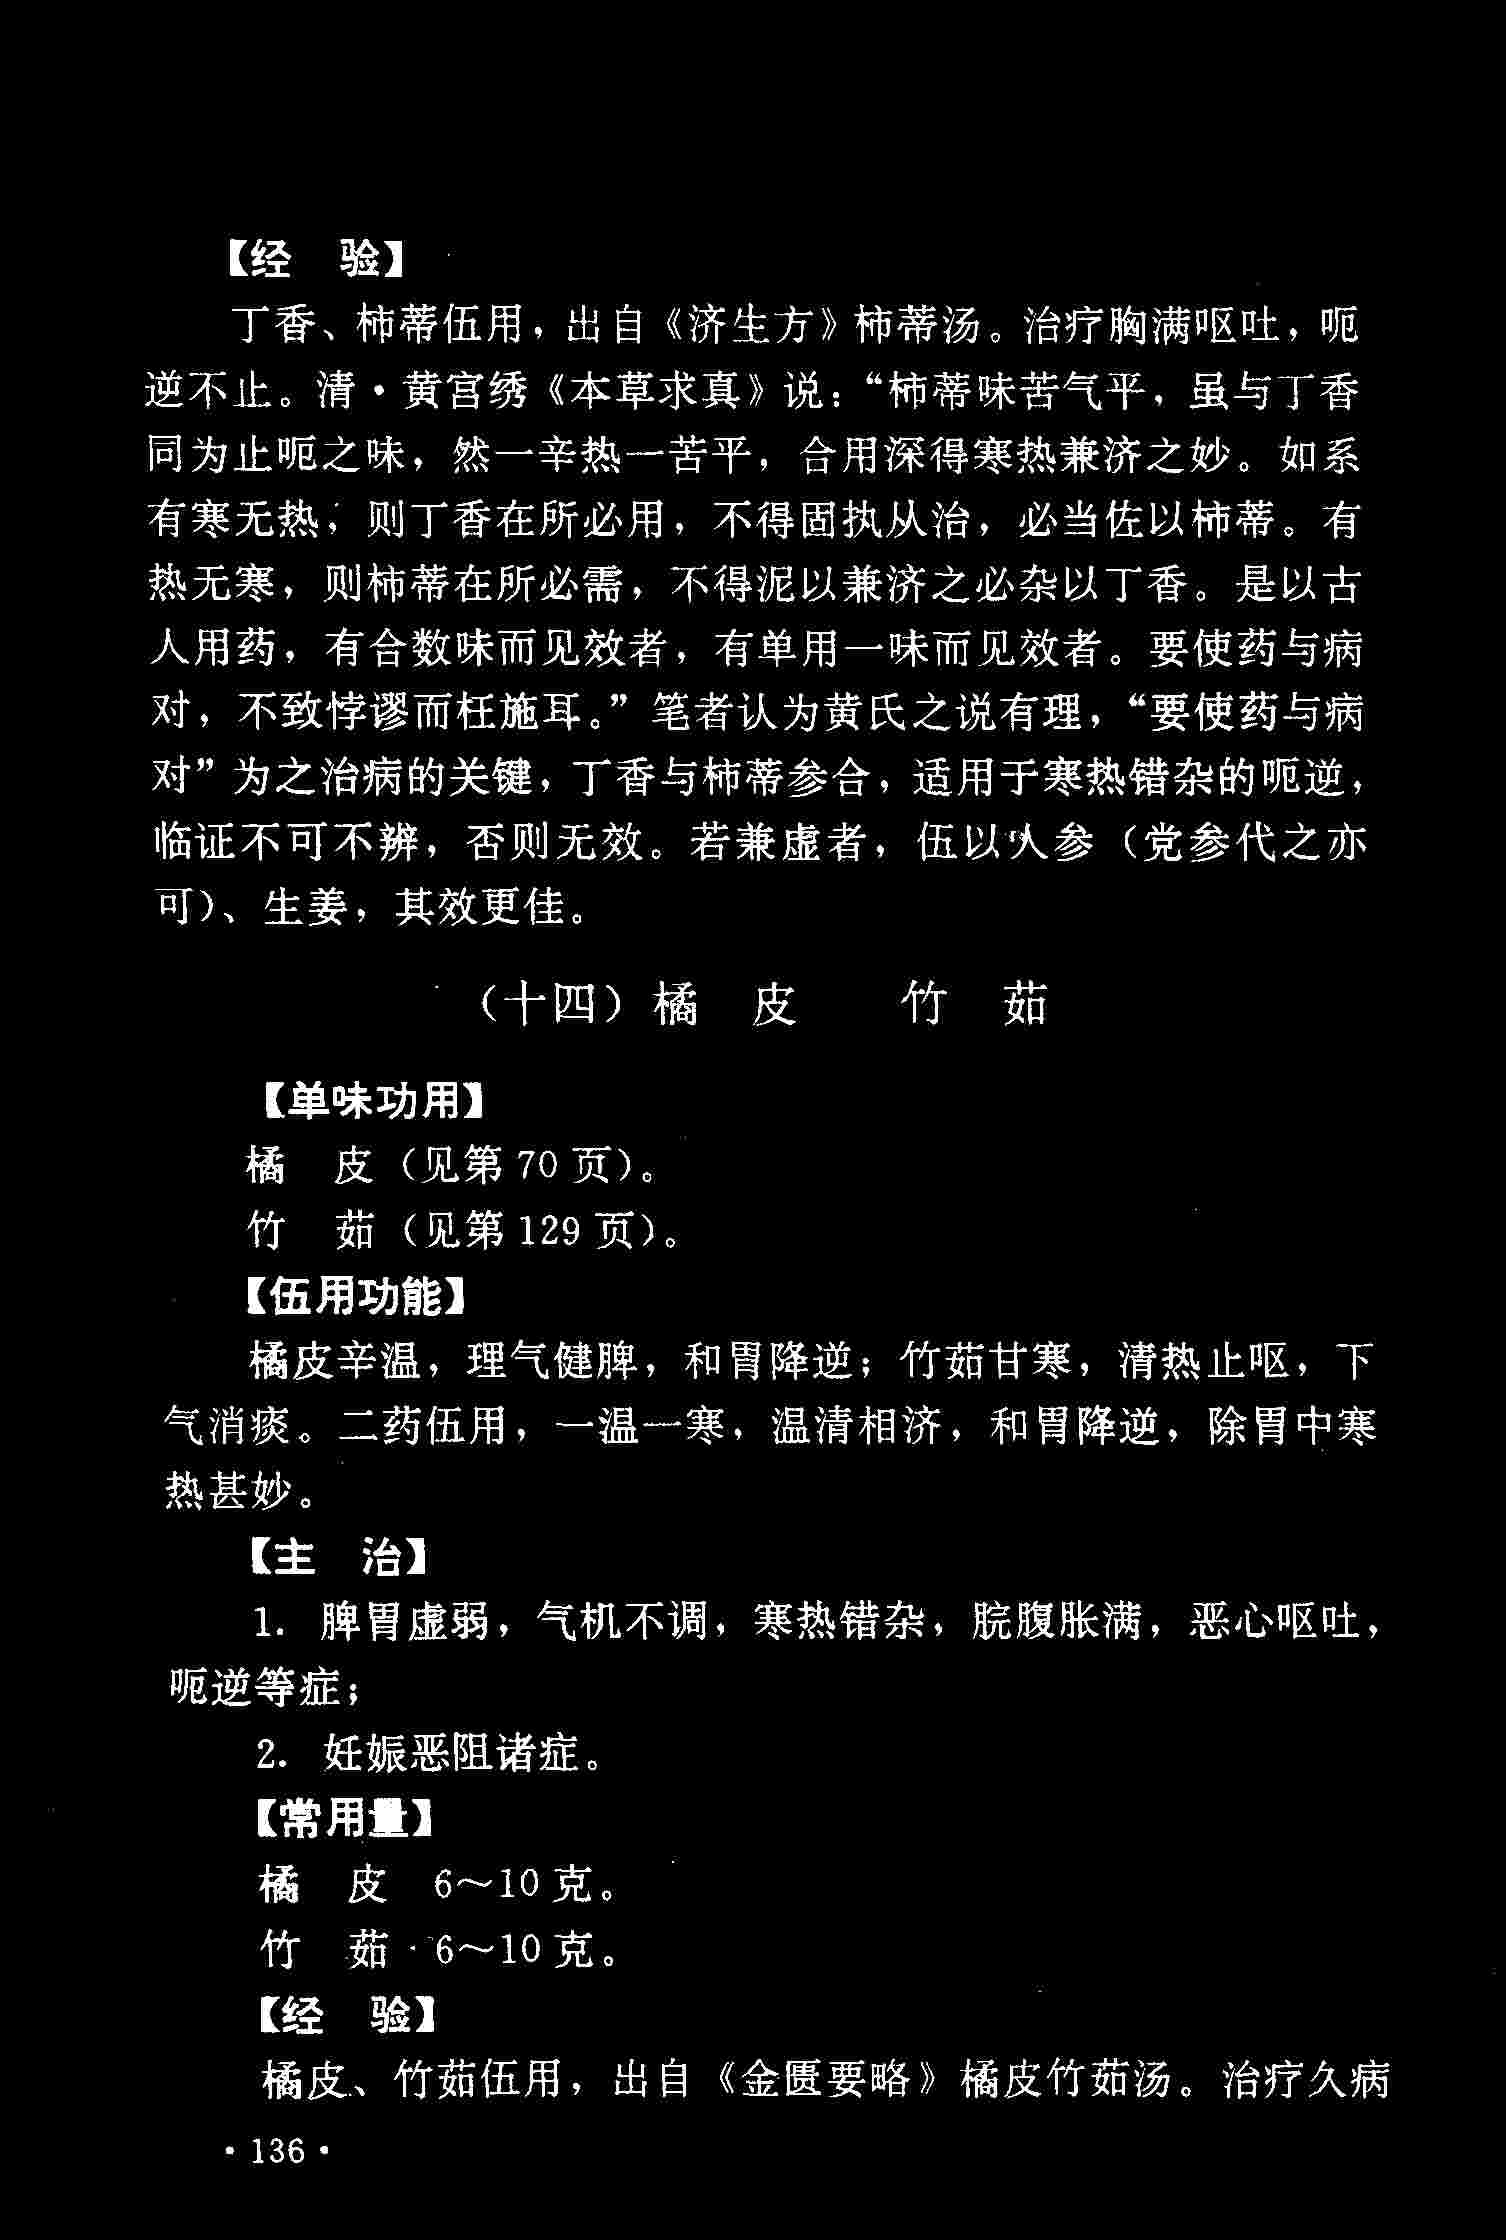 【经　验】
丁香、柿蒂伍用，出自《济生方》柿蒂汤。治疗胸满呕吐，呃
逆不止。清·黄宫绣《本草求真》说：“柿蒂味苦气平，虽与丁香
同为止呃之味，然一辛热一苦平，合用深得寒热兼济之妙。如系
有寒无热，则丁香在所必用，不得固执从治，必当佐以柿蒂。有
热无寒，则柿蒂在所必需，不得泥以兼济之必杂以丁香。是以古
人用药，有合数味而见效者，有单用一味而见效者。要使药与病
对，不致悖谬而枉施耳。”笔者认为黄氏之说有理，“要使药与病
对”为之治病的关键，丁香与柿蒂参合，适用于寒热错杂的呃逆，
临证不可不辨，否则无效。若兼虚者，伍以人参（党参代之亦
可）、生姜，其效更佳。
（十四）橘　皮　　竹　茹
【单味功用】
橘　皮（见第 70 页）。
竹　茹（见第 129 页）。
【伍用功能】
橘皮辛温，理气健脾，和胃降逆；竹茹甘寒，清热止呕，下
气消痰。二药伍用，一温一寒，温清相济，和胃降逆，除胃中寒
热甚妙。
【主　治】
1. 脾胃虚弱，气机不调，寒热错杂，脘腹胀满，恶心呕吐，
呃逆等症；
2. 妊娠恶阻诸症。
【常用量】
橘　皮　6～10 克。
竹　茹　6～10 克。
【经　验】
橘皮、竹茹伍用，出自《金匮要略》橘皮竹茹汤。治疗久病
·136·